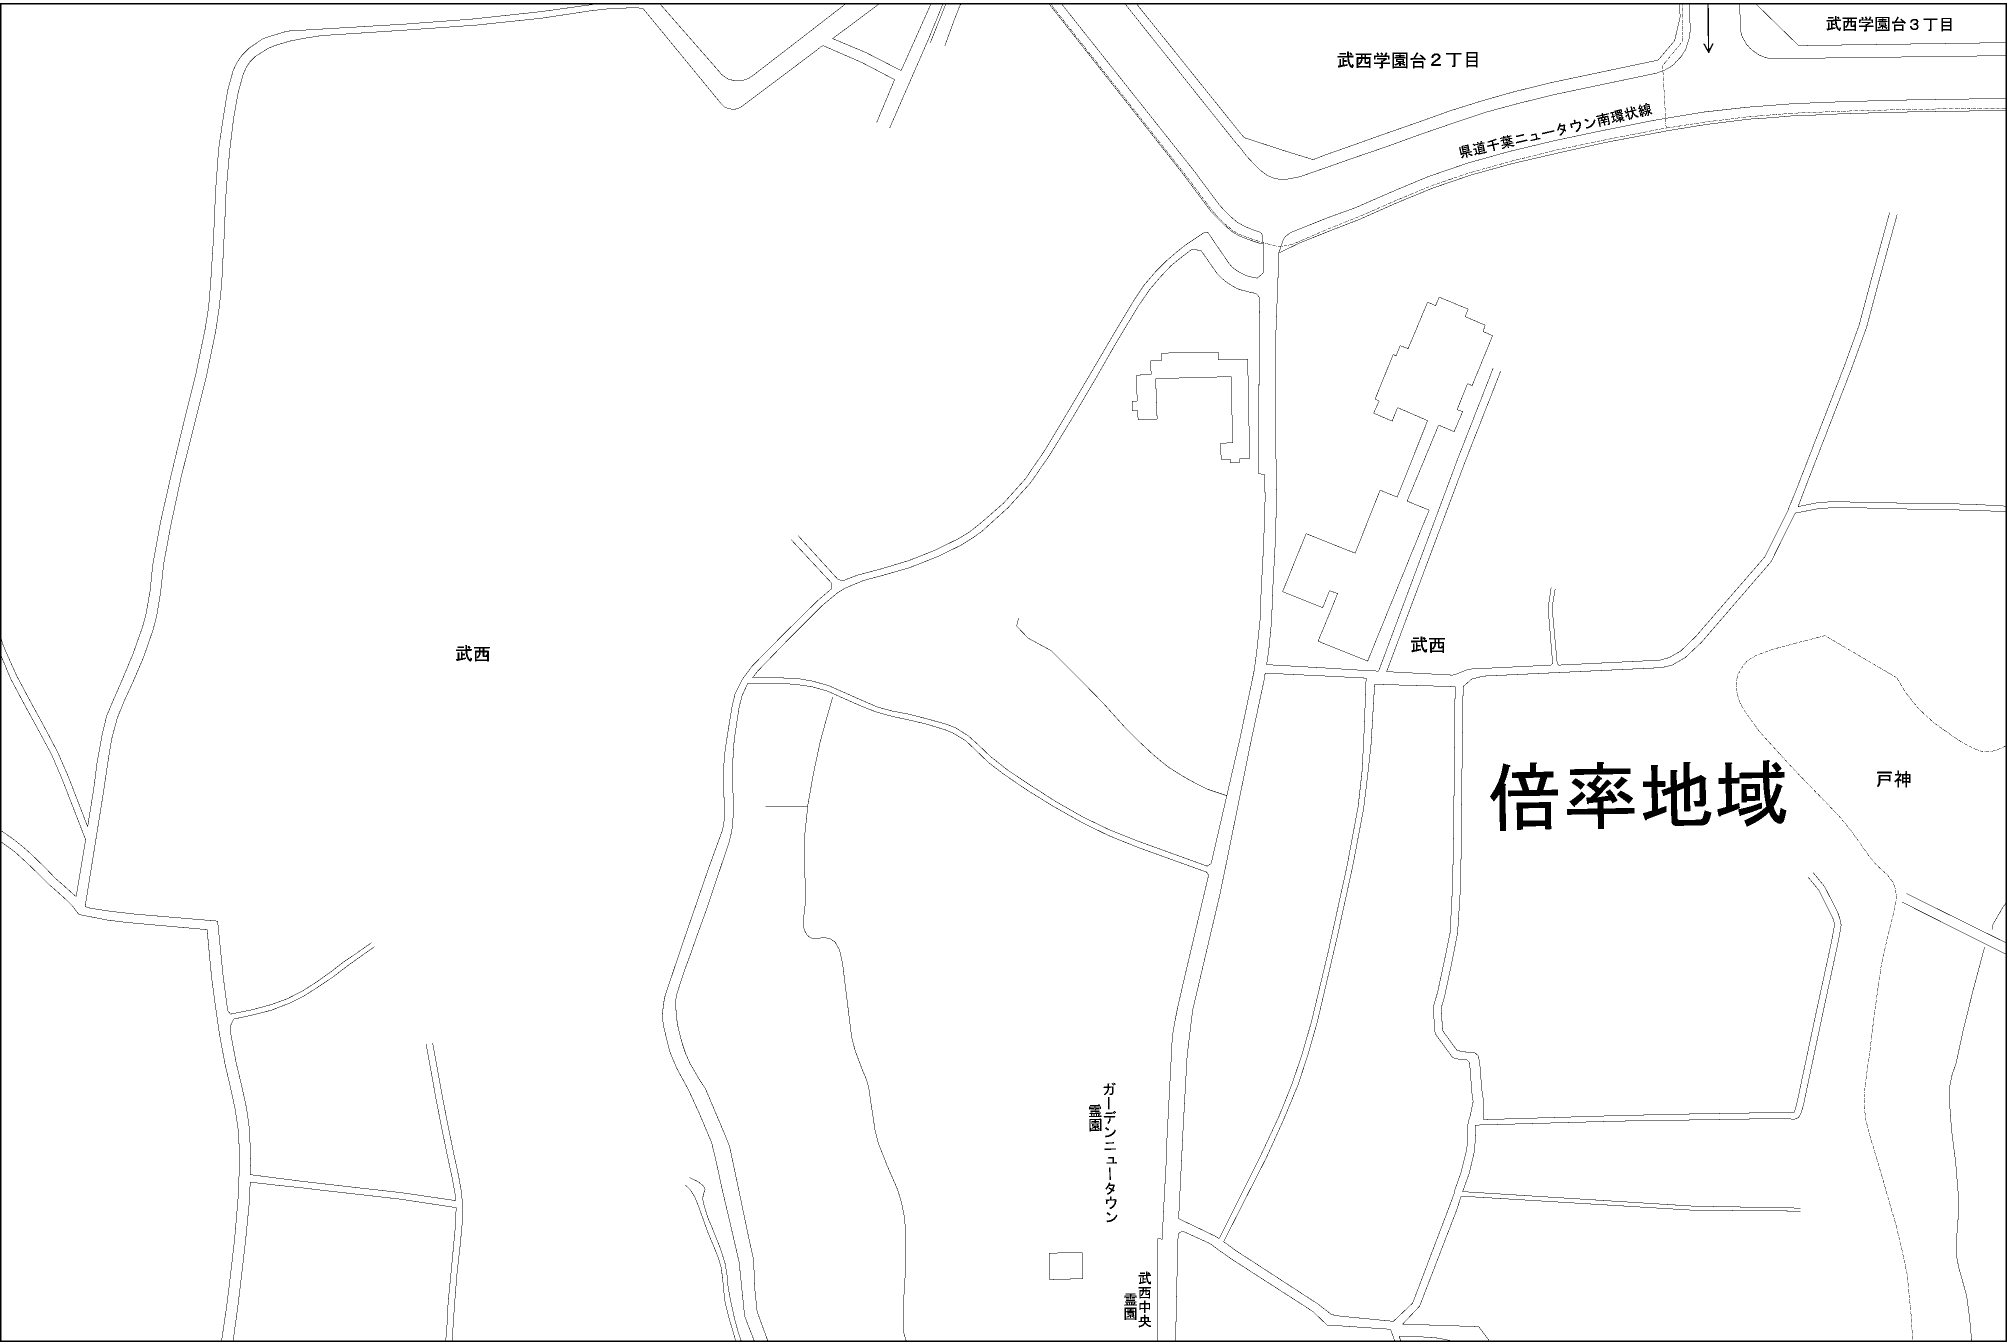 武西学園台３丁目
武西学園台２丁目
県道千葉ニュータウン南環状線
武西
武西
倍率地域
戸神
ガーデンニュータウン
霊園
武西中央
霊園